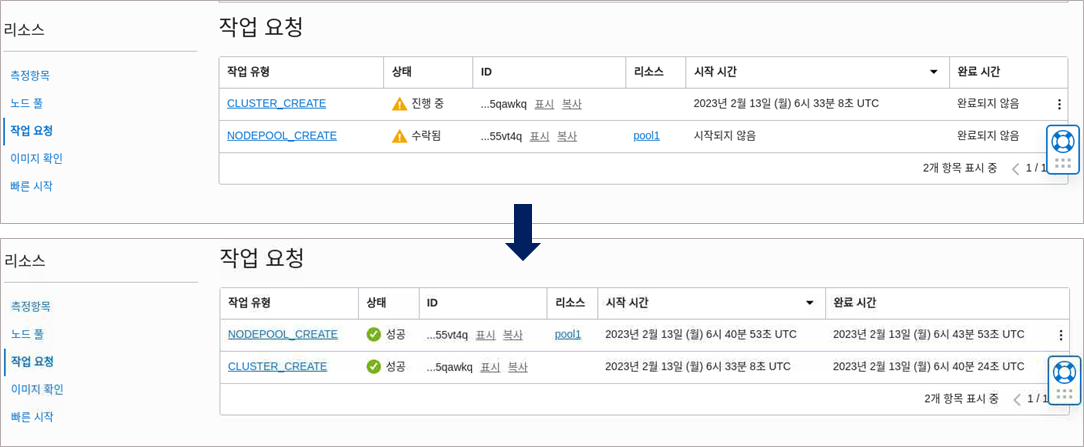 리소스
측정항목
노드 풀
작업 요청
이미지 확인
빠른 시작
작업 요청
작업 유형 상태 ID 리소스 시작 시간 완료 시간
CLUSTER_CREATE 진행 중 ...5qawkq 표시 복사 2023년 2월 13일(월) 6시 33분 8초 UTC 완료되지 않음
NODEPOOL_CREATE 수락됨 ...55vt4q 표시 복사 pool1 시작되지 않음 완료되지 않음
2개 항목 표시 중 1 / 1
리소스
측정항목
노드 풀
작업 요청
이미지 확인
빠른 시작
작업 요청
작업 유형 상태 ID 리소스 시작 시간 완료 시간
NODEPOOL_CREATE 성공 ...55vt4q 표시 복사 pool1 2023년 2월 13일 (월) 6시 40분 53초 UTC 2023년 2월 13일 (월) 6시 43분 53초 UTC
CLUSTER_CREATE 성공 ...5qawkq 표시 복사 2023년 2월 13일 (월) 6시 33분 8초 UTC 2023년 2월 13일 (월) 6시 40분 24초 UTC
2개 항목 표시 중 1 / 1